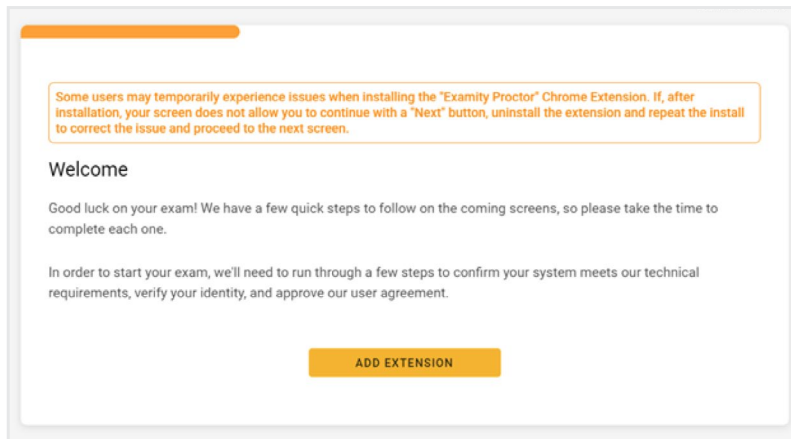 Some users may temporarily experience issues when installing the "Examity Proctor" Chrome Extension. If, after
installation, your screen does not allow you to continue with a "Next" button, uninstall the extension and repeat the install
to correct the issue and proceed to the next screen.
Welcome
Good luck on your exam! We have a few quick steps to follow on the coming screens, so please take the time to
complete each one.
In order to start your exam, we'll need to run through a few steps to confirm your system meets our technical
requirements, verify your identity, and approve our user agreement.
ADD EXTENSION